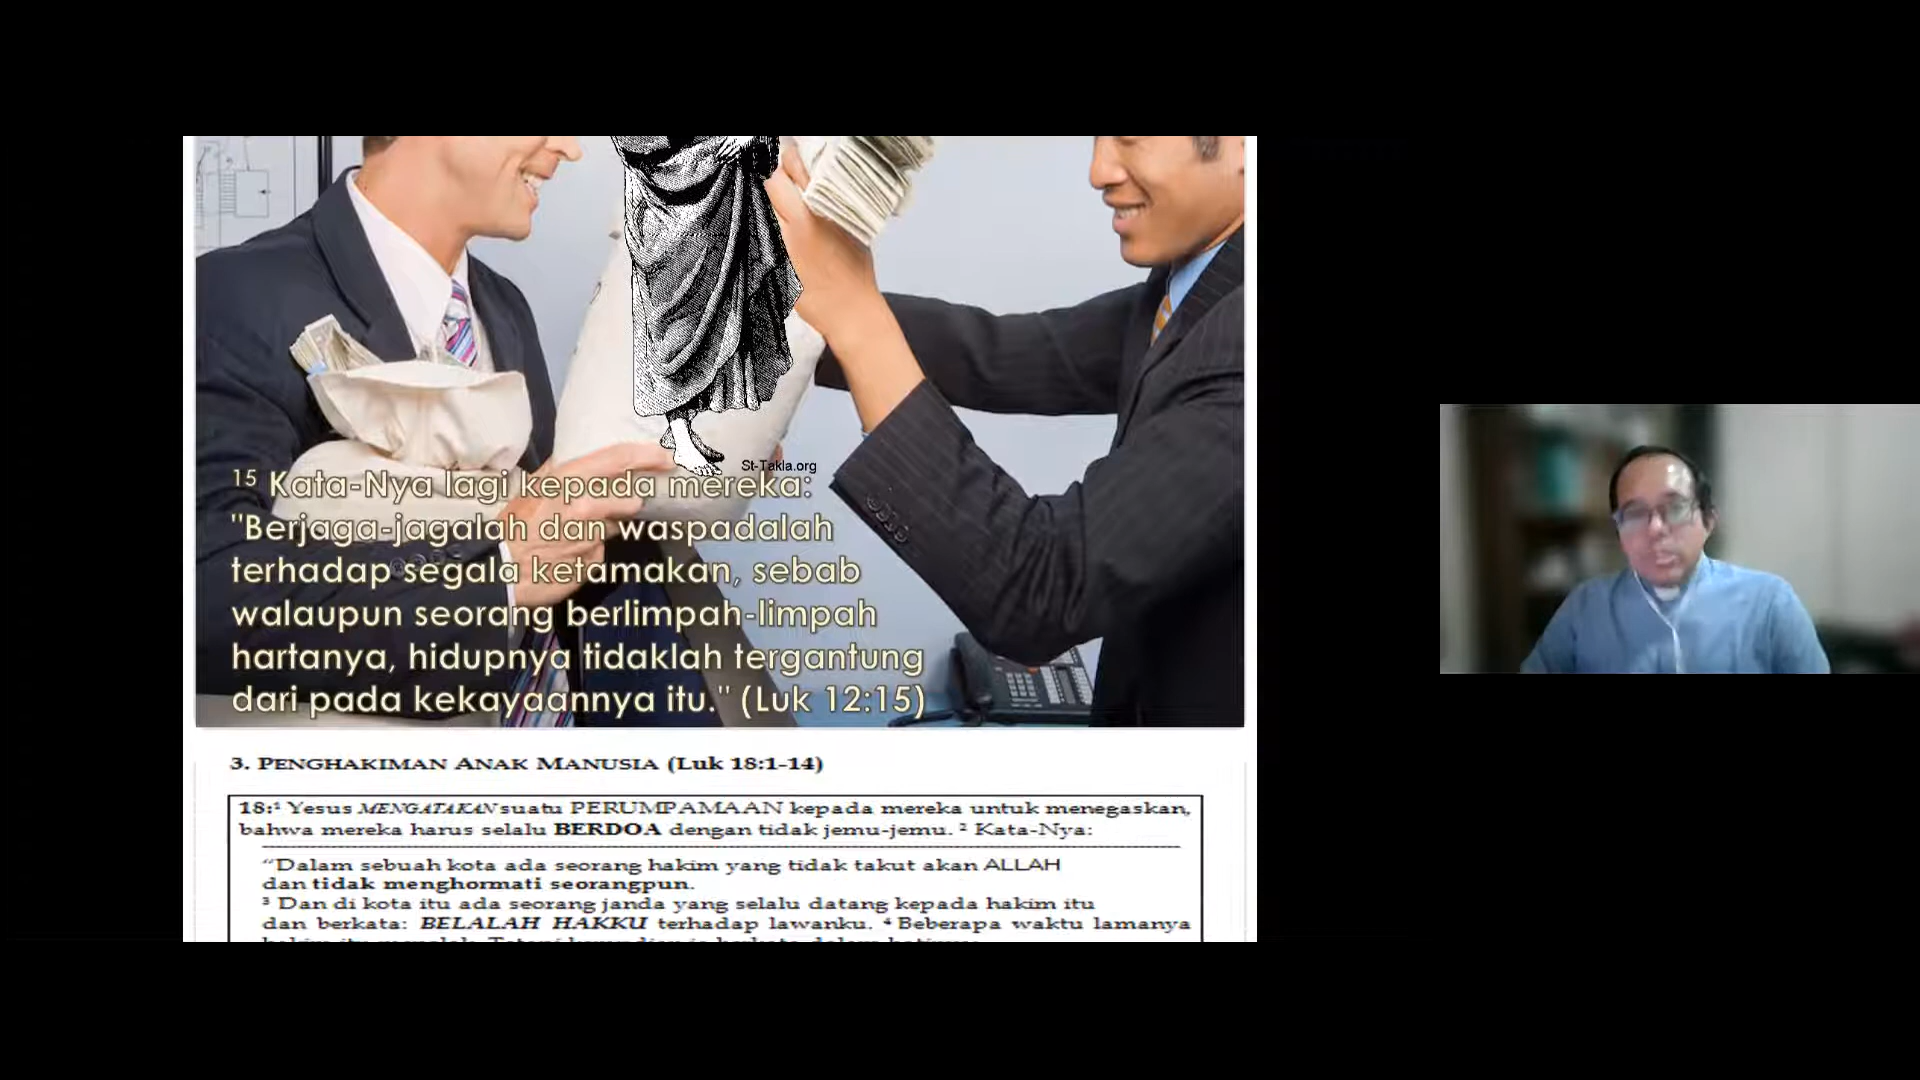 St-Takla.org
15 Kata-Nya lagi kepada mereka:
"Berjaga-jagalah dan waspadalah
terhadap segala ketamakan, sebab
walaupun seorang berlimpah-limpah
hartanya, hidupnya tidaklah tergantung
dari pada kekayaannya itu." (Luk 12:15)
3. PENGHAKIMAN ANAK MANUSIA (Luk 18:1-14)
18:1 Yesus MENGATAKAN suatu PERUMPAMAAN kepada mereka untuk menegaskan,
bahwa mereka harus selalu BERDOA dengan tidak jemu-jemu. 2 Kata-Nya:
"Dalam sebuah kota ada seorang hakim yang tidak takut akan ALLAH
dan tidak menghormati seorangpun.
3 Dan di kota itu ada seorang janda yang selalu datang kepada hakim itu
dan berkata: BELALAH HAKKU terhadap lawanku. 4 Beberapa waktu lamanya